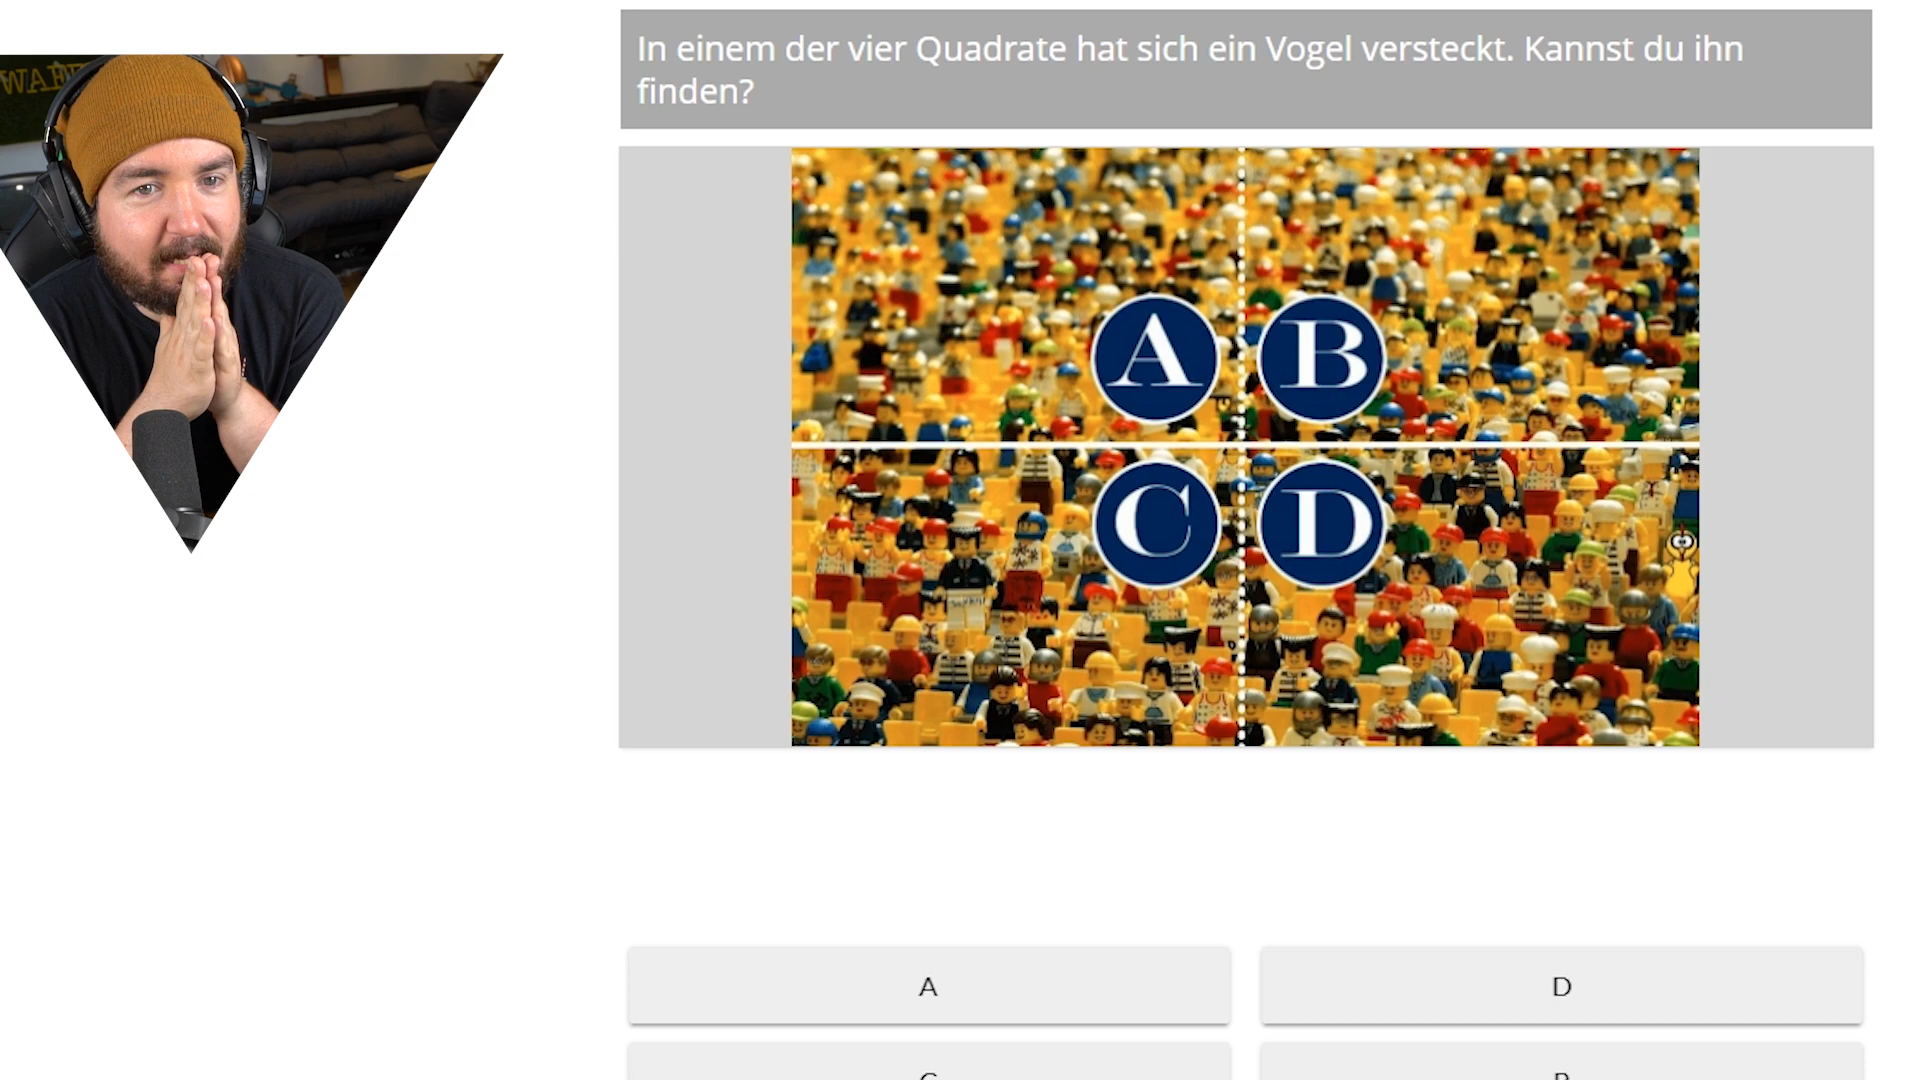 In einem der vier Quadrate hat sich ein Vogel versteckt. Kannst du ihn
finden?
A
B
C
D
A
D